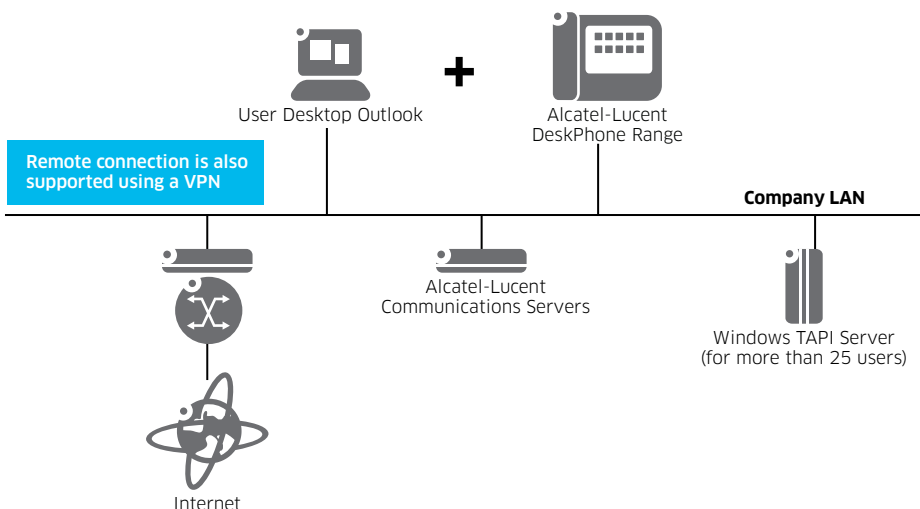 User Desktop Outlook
Alcatel-Lucent
DeskPhone Range
Remote connection is also
supported using a VPN
Company LAN
Alcatel-Lucent
Communications Servers
Windows TAPI Server
(for more than 25 users)
Internet